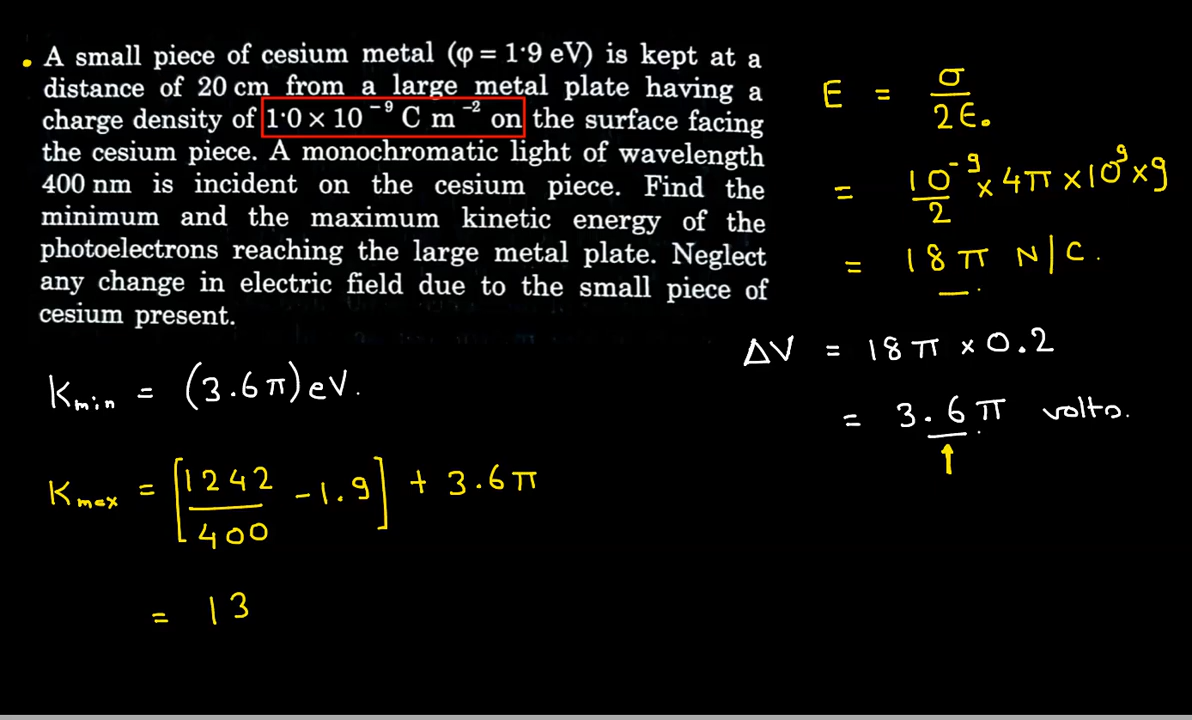 • A small piece of cesium metal (φ = 1·9 eV) is kept at a
distance of 20 cm from a large metal plate having a
charge density of 1·0 × 10⁻⁹ C m⁻² on the surface facing
the cesium piece. A monochromatic light of wavelength
400 nm is incident on the cesium piece. Find the
minimum and the maximum kinetic energy of the
photoelectrons reaching the large metal plate. Neglect
any change in electric field due to the small piece of
cesium present.
E = σ/2ε₀
= 10⁻⁹/2 × 4π × 10⁹ × 9
= 18π N/C.
ΔV = 18π × 0.2
= 3.6π volts.
Kmin = (3.6π) eV.
Kmax = [1242/400 - 1.9] + 3.6π
= 13